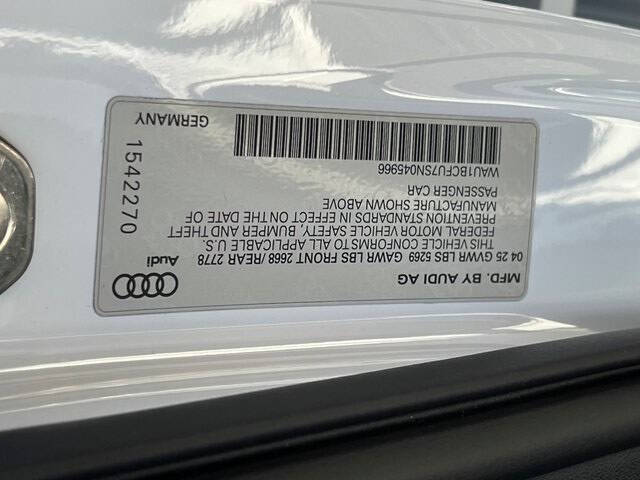 MFD. BY AUDI AG
04 25 GVWR LBS 5269 GAWR LBS FRONT 2668 /REAR 2778
THIS VEHICLE CONFORMS TO ALL APPLICABLE U.S.
FEDERAL MOTOR VEHICLE SAFETY, BUMPER AND THEFT
PREVENTION STANDARDS IN EFFECT ON THE DATE OF
MANUFACTURE SHOWN ABOVE
PASSENGER CAR
WAU1BCFU7SN045966
Audi
1542270
GERMANY